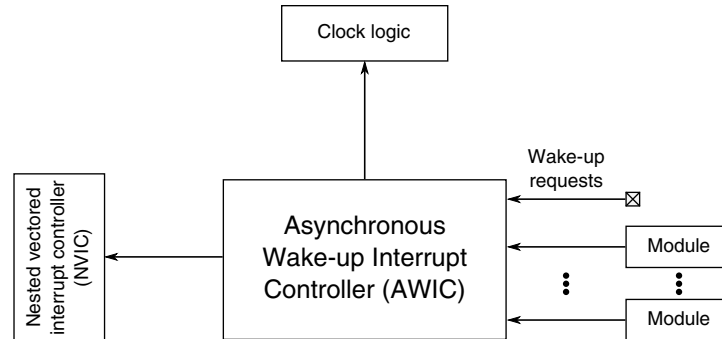 Clock logic
Wake-up
requests
Nested vectored
interrupt controller
(NVIC)
Asynchronous
Wake-up Interrupt
Controller (AWIC)
Module
Module